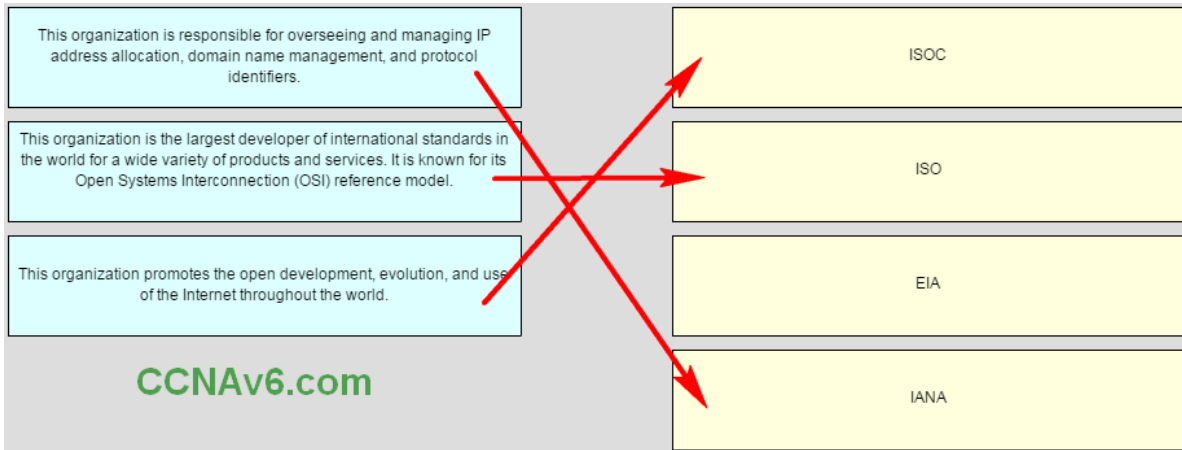 This organization is responsible for overseeing and managing IP
address allocation, domain name management, and protocol
identifiers.
This organization is the largest developer of international standards in
the world for a wide variety of products and services. It is known for its
Open Systems Interconnection (OSI) reference model.
This organization promotes the open development, evolution, and use
of the Internet throughout the world.
CCNAv6.com
ISOC
ISO
EIA
IANA